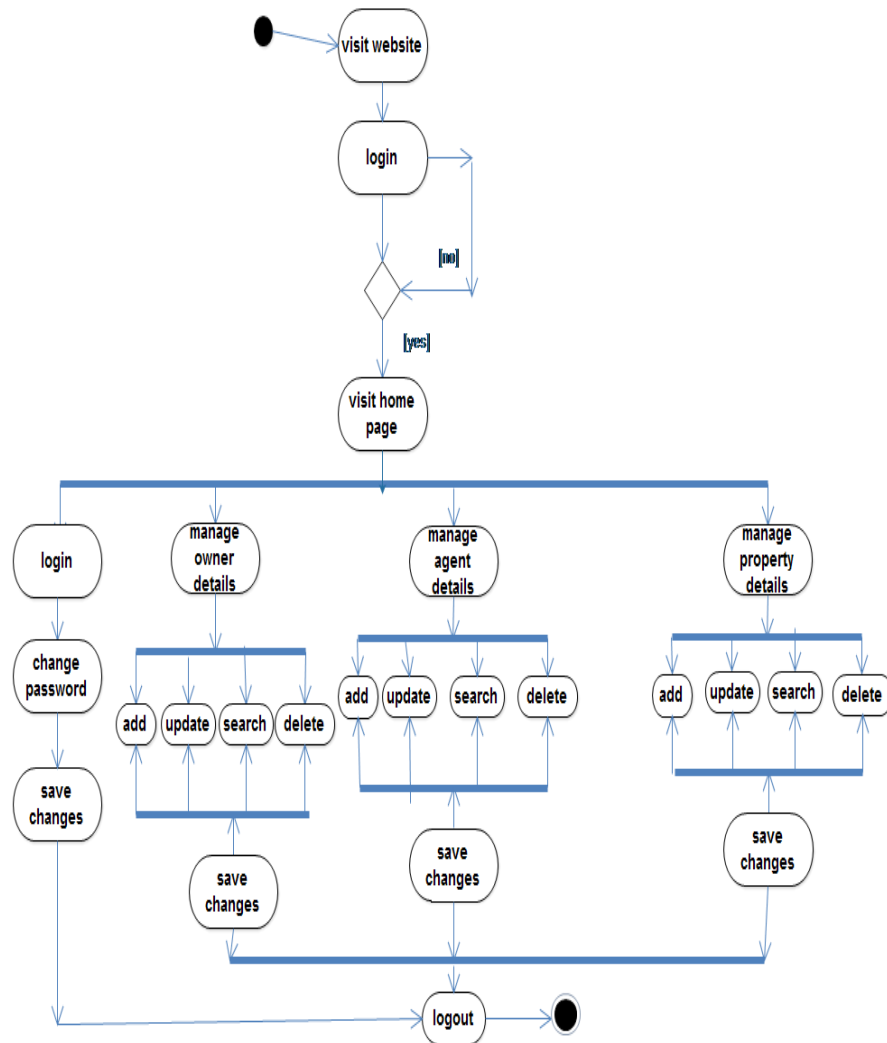 visit website
login
[no]
[yes]
visit home
page
login
manage
owner
details
manage
agent
details
manage
property
details
change
password
add
update
search
delete
add
update
search
delete
add
update
search
delete
save
changes
save
changes
save
changes
save
changes
logout